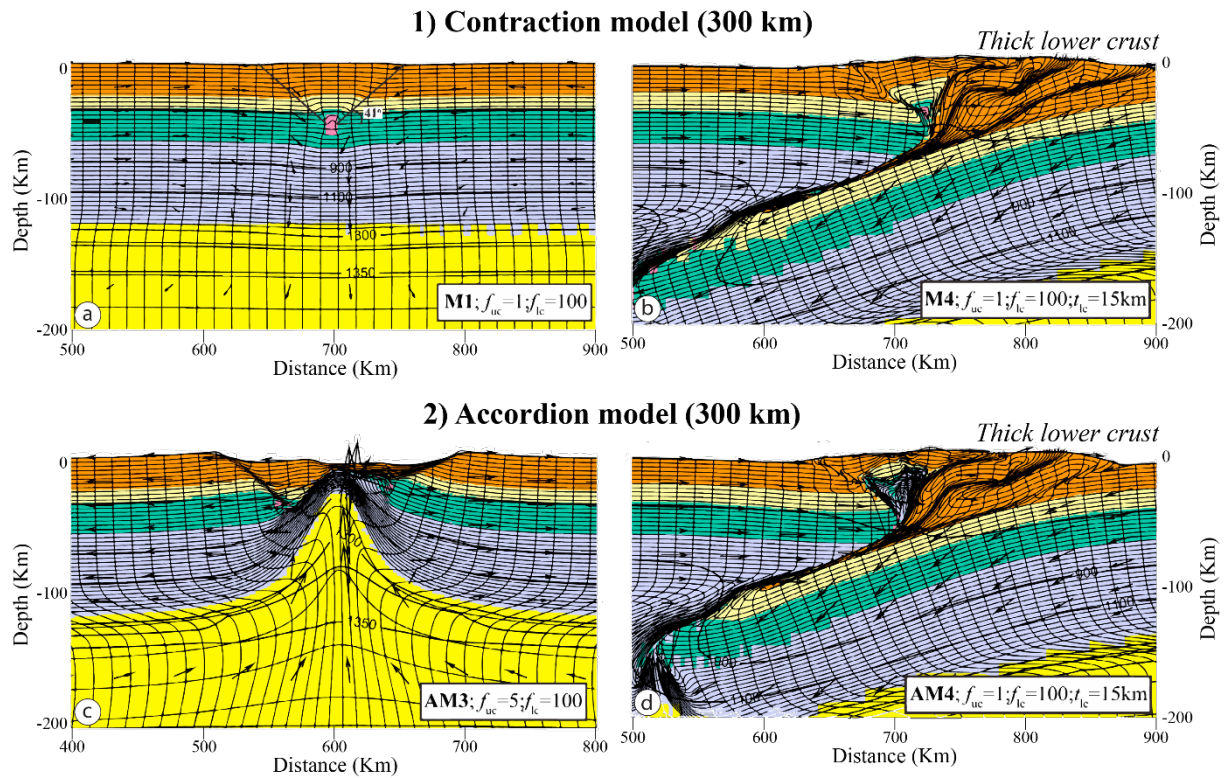 1) Contraction model (300 km)
Thick lower crust
0
-100
-200
Depth (Km)
41°
900
1100
1300
1350
a
M1; fuc=1;flc=100
500 600 700 800 900
Distance (Km)
900
1100
b
M4; fuc=1;flc=100;tlc=15km
500 600 700 800 900
Distance (Km)
0
-100
-200
Depth (Km)
2) Accordion model (300 km)
Thick lower crust
0
-100
-200
Depth (Km)
1350
c
AM3; fuc=5;flc=100
400 500 600 700 800
Distance (Km)
900
1100
d
AM4; fuc=1;flc=100;tlc=15km
500 600 700 800 900
Distance (Km)
0
-100
-200
Depth (Km)